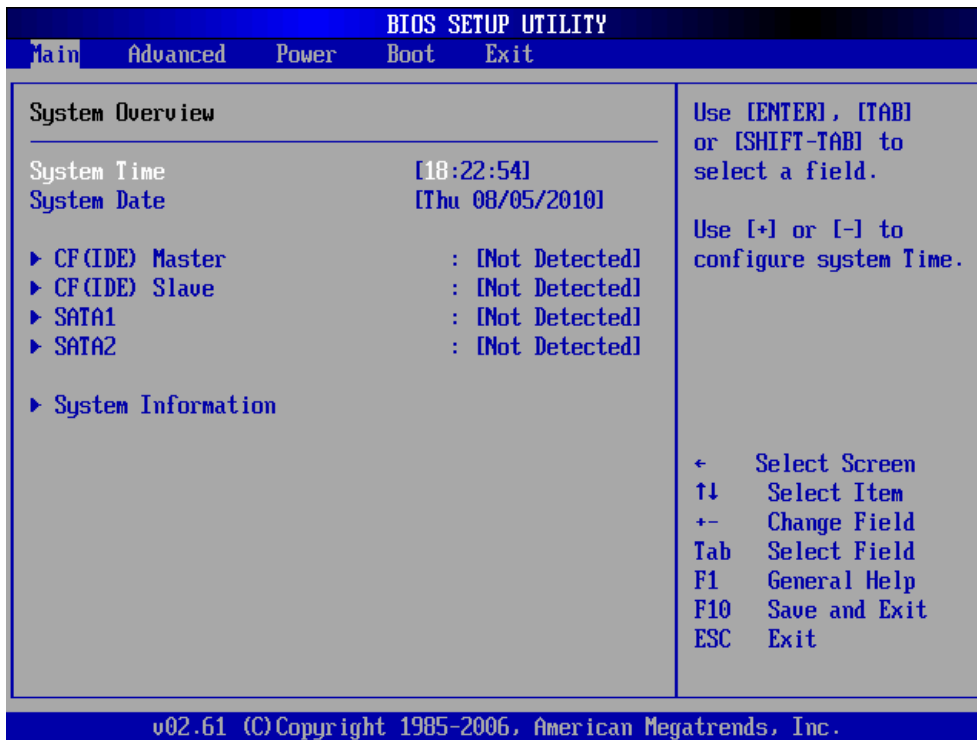 BIOS SETUP UTILITY
Main Advanced Power Boot Exit
System Overview
System Time [18:22:54]
System Date [Thu 08/05/2010]
▶ CF(IDE) Master : [Not Detected]
▶ CF(IDE) Slave : [Not Detected]
▶ SATA1 : [Not Detected]
▶ SATA2 : [Not Detected]
▶ System Information
Use [ENTER], [TAB]
or [SHIFT-TAB] to
select a field.
Use [+] or [-] to
configure system Time.
← Select Screen
↑↓ Select Item
+- Change Field
Tab Select Field
F1 General Help
F10 Save and Exit
ESC Exit
v02.61 (C)Copyright 1985-2006, American Megatrends, Inc.